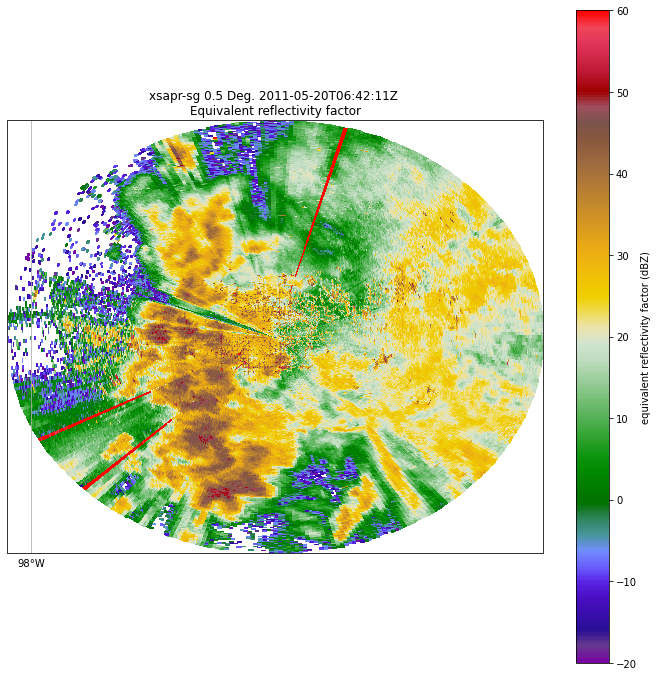 xsapr-sg 0.5 Deg. 2011-05-20T06:42:11Z
Equivalent reflectivity factor
98°W
60
50
40
30
20
10
0
−10
−20
equivalent reflectivity factor (dBZ)